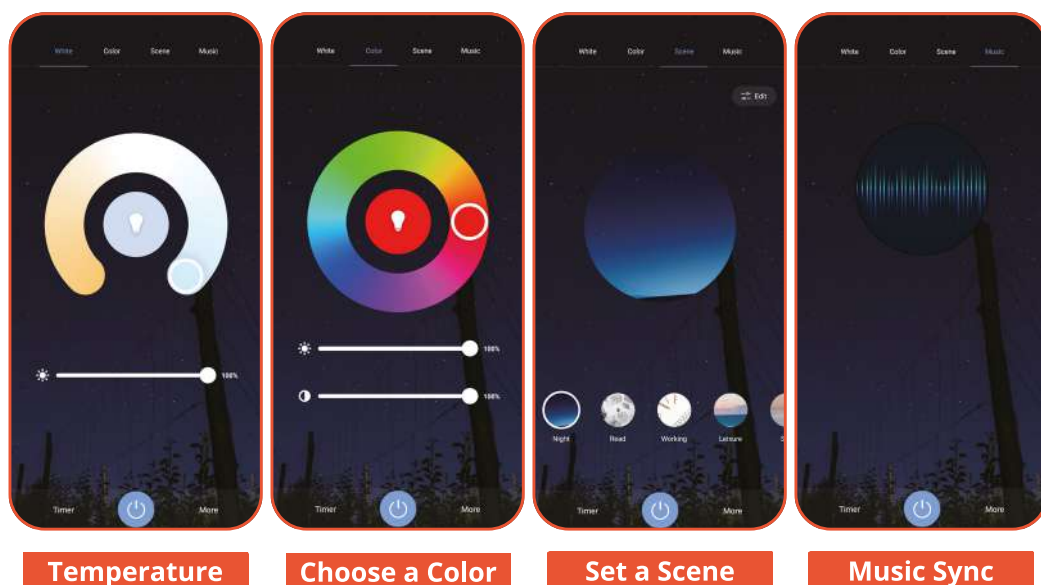 White Color Scene Music
100%
Timer More
Temperature
White Color Scene Music
100%
100%
Timer More
Choose a Color
White Color Scene Music
Edit
Night Read Working Leisure S
Timer More
Set a Scene
White Color Scene Music
Timer More
Music Sync